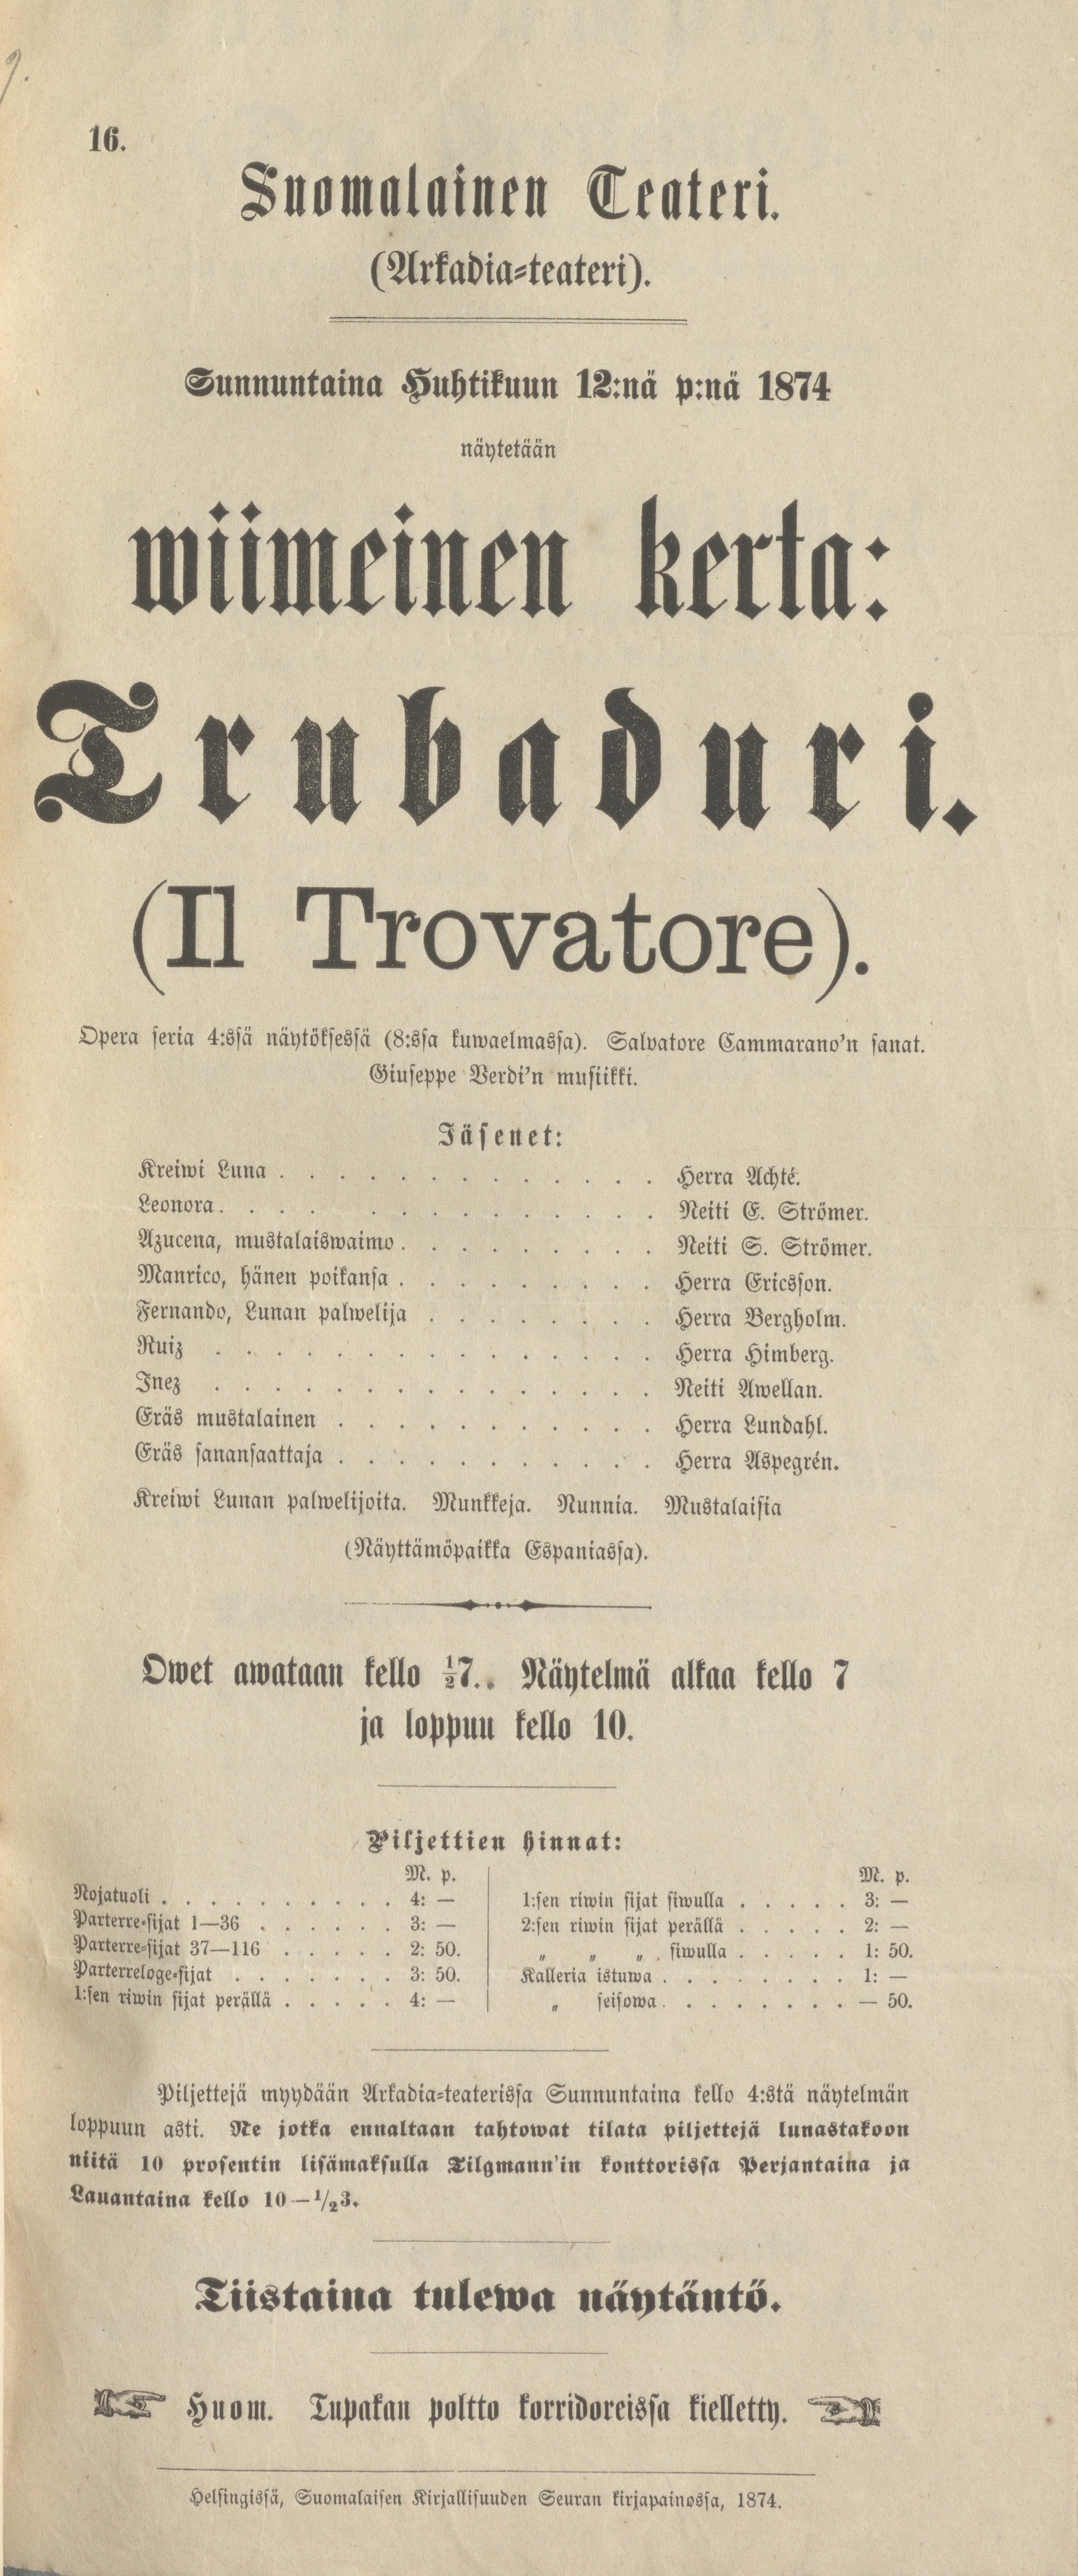 9.
16.
Suomalainen Teateri.
(Arkadia-teateri).
Sunnuntaina Huhtikuun 12:nä p:nä 1874
näytetään
wiimeinen kerta:
Trubaduri.
(Il Trovatore).
Opera seria 4:ssä näytöksessä (8:ssa kuwaelmassa). Salvatore Cammarano'n sanat.
Giuseppe Verdi'n musiikki.
Jäsenet:
Kreiwi Luna . . . . . . . . . . . . . Herra Achté.
Leonora. . . . . . . . . . . . . . Neiti E. Strömer.
Azucena, mustalaiswaimo . . . . . . . . . Neiti S. Strömer.
Manrico, hänen poikansa . . . . . . . . . Herra Ericsson.
Fernando, Lunan palwelija . . . . . . . . Herra Bergholm.
Ruiz . . . . . . . . . . . . . . . Herra Himberg.
Inez . . . . . . . . . . . . . . . Neiti Awellan.
Eräs mustalainen . . . . . . . . . . . Herra Lundahl.
Eräs sanansaattaja . . . . . . . . . . . Herra Aspegrén.
Kreiwi Lunan palwelijoita. Munkkeja. Nunnia. Mustalaisia
(Näyttämöpaikka Espaniassa).
Owet awataan kello ½7.. Näytelmä alkaa kello 7
ja loppuu kello 10.
Piljettien hinnat:
M. p.
Nojatuoli . . . . . . . . . . 4: —
Parterre-sijat 1—36 . . . . . . 3: —
Parterre-sijat 37—116 . . . . . 2: 50.
Parterreloge-sijat . . . . . . . 3: 50.
1:sen riwin sijat perällä . . . . . 4: —
M. p.
1:sen riwin sijat siwulla . . . . . 3: —
2:sen riwin sijat perällä . . . . . 2: —
„ „ „ siwulla . . . . . 1: 50.
Kalleria istuwa . . . . . . . . 1: —
„ seisowa . . . . . . . . — 50.
Piljettejä myydään Arkadia-teaterissa Sunnuntaina kello 4:stä näytelmän
loppuun asti. Ne jotka ennaltaan tahtowat tilata piljettejä lunastakoon
niitä 10 prosentin lisämaksulla Tilgmann'in konttorissa Perjantaina ja
Lauantaina kello 10—1/23.
Tiistaina tulewa näytäntö.
Huom. Tupakan poltto korridoreissa kielletty.
Helsingissä, Suomalaisen Kirjallisuuden Seuran kirjapainossa, 1874.